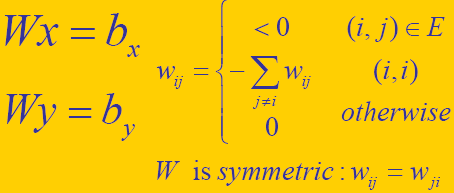 Wx = b_x
Wy = b_y
w_ij = { < 0 (i, j) ∈ E
−∑_{j≠i} w_ij (i,i)
0 otherwise
W is symmetric : w_ij = w_ji